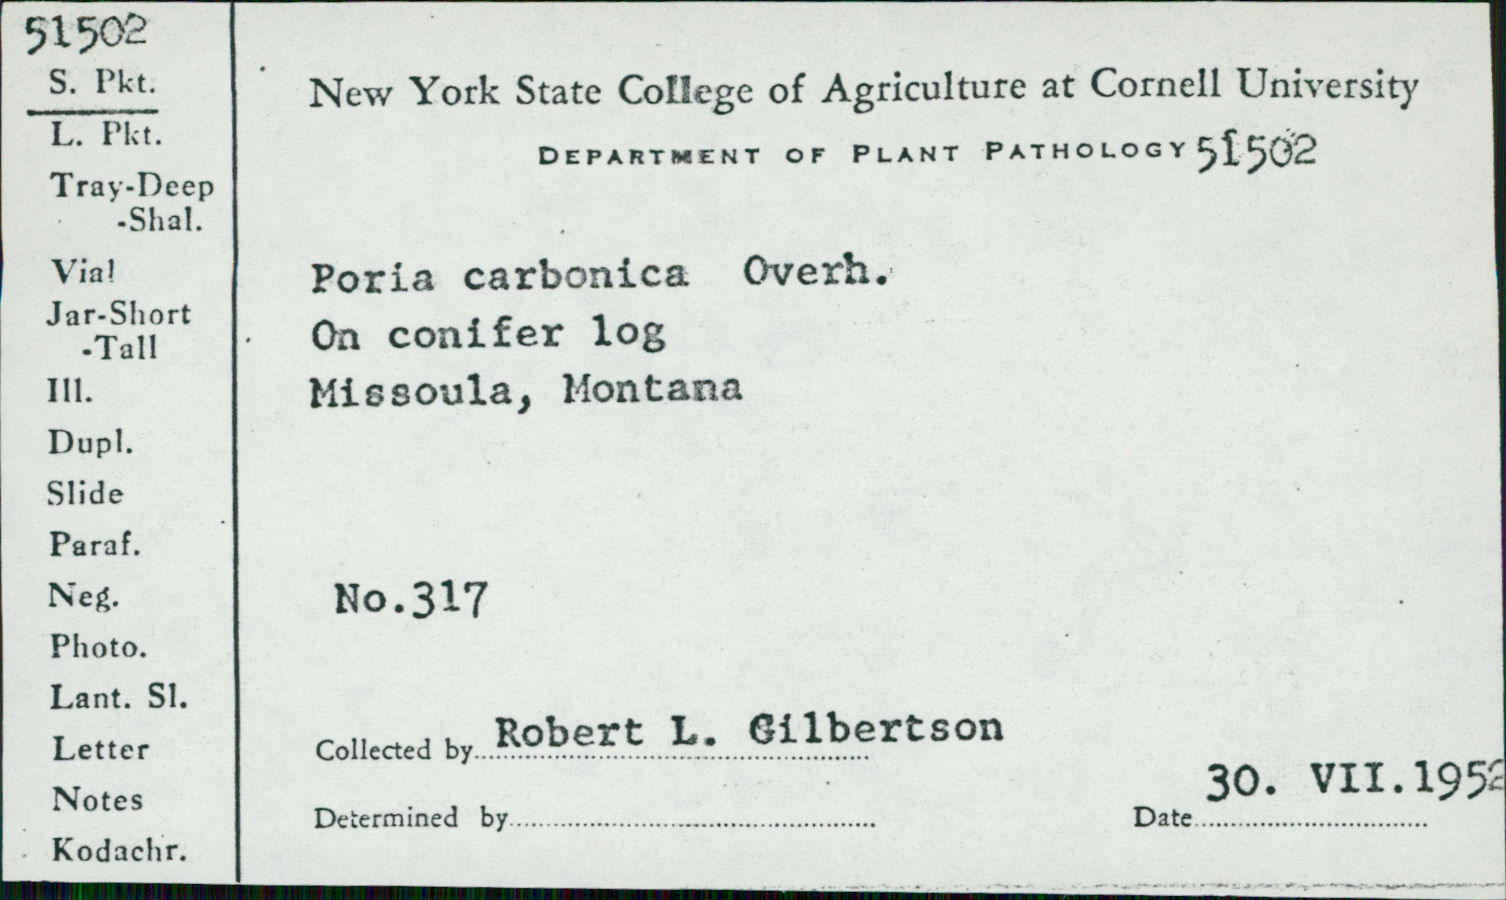 51502
S. Pkt.
L. Pkt.
Tray-Deep
-Shal.
Vial
Jar-Short
-Tall
Ill.
Dupl.
Slide
Paraf.
Neg.
Photo.
Lant. Sl.
Letter
Notes
Kodachr.
New York State College of Agriculture at Cornell University
DEPARTMENT OF PLANT PATHOLOGY 51502
Poria carbonica Overh.
On conifer log
Missoula, Montana
No.317
Collected by Robert L. Gilbertson
Determined by
Date 30. VII.1952